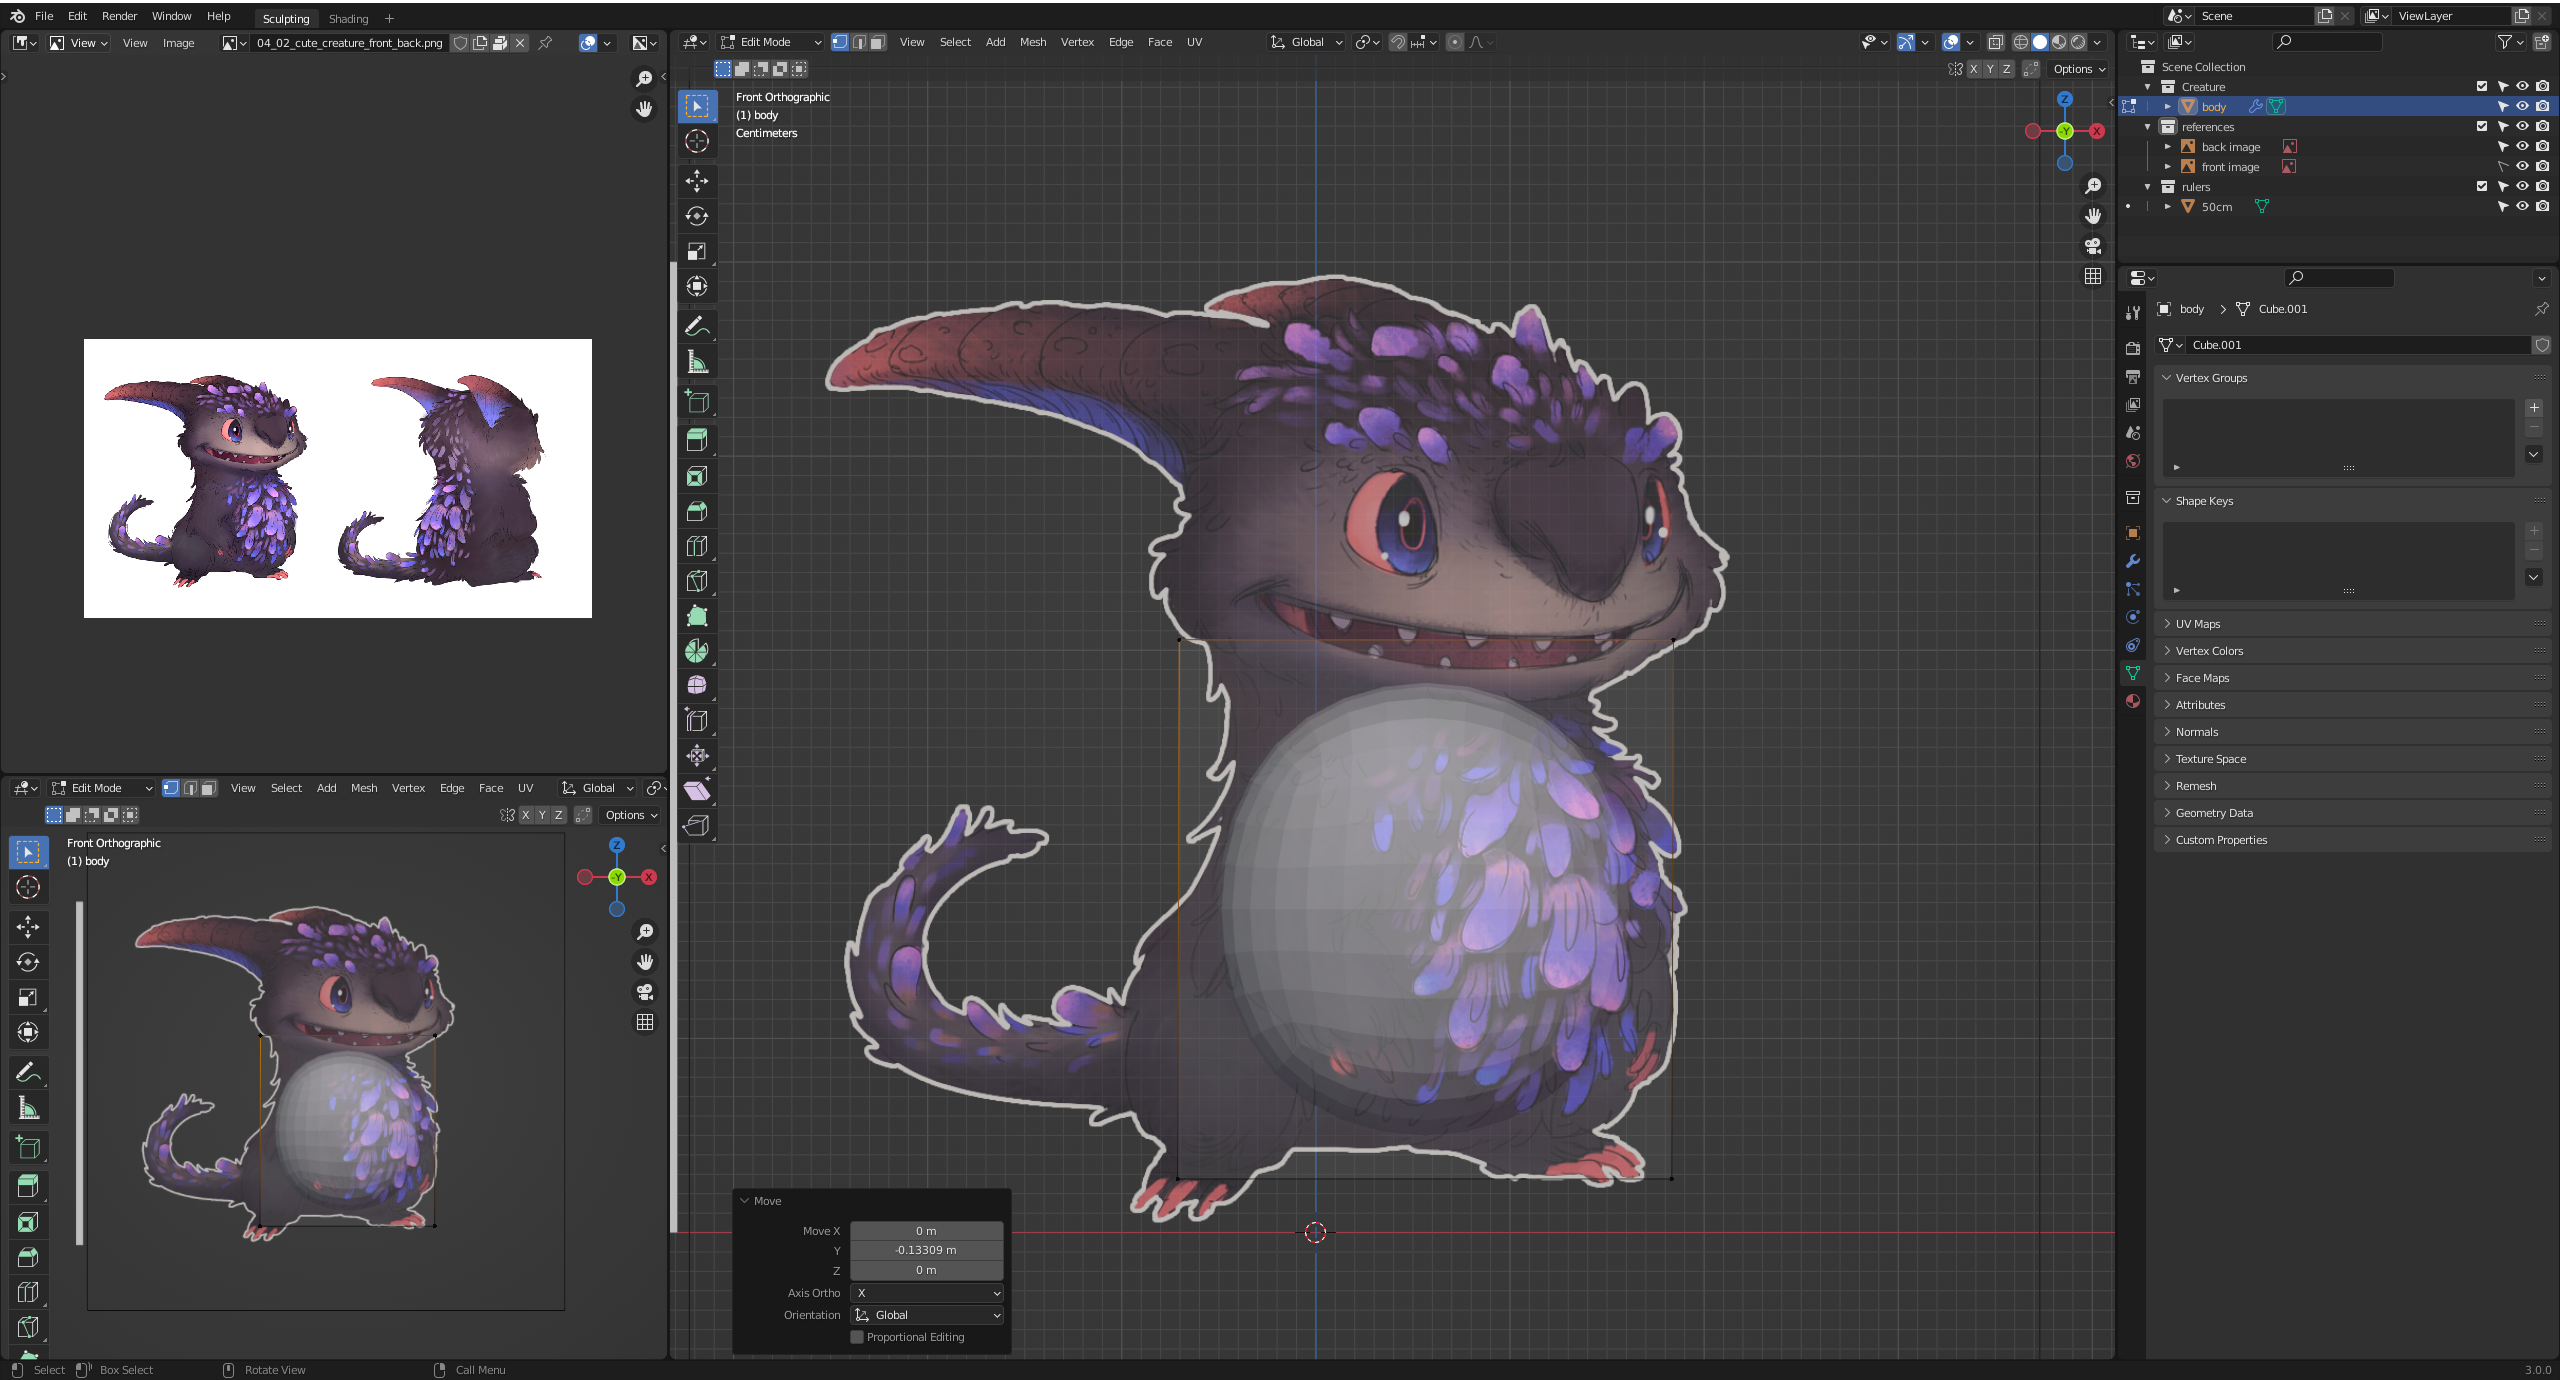 File Edit Render Window Help Sculpting Shading + Scene ViewLayer
View View Image 04_02_cute_creature_front_back.png
Edit Mode View Select Add Mesh Vertex Edge Face UV Global
X Y Z Options
Front Orthographic
(1) body
Centimeters
Z
-Y X
Scene Collection
Creature
body
references
back image
front image
rulers
50cm
body > Cube.001
Cube.001
Vertex Groups
Shape Keys
UV Maps
Vertex Colors
Face Maps
Attributes
Normals
Texture Space
Remesh
Geometry Data
Custom Properties
Edit Mode View Select Add Mesh Vertex Edge Face UV Global
X Y Z Options
Front Orthographic
(1) body
Z
-Y X
Move
Move X 0 m
Y -0.13309 m
Z 0 m
Axis Ortho X
Orientation Global
Proportional Editing
Select Box Select Rotate View Call Menu 3.0.0